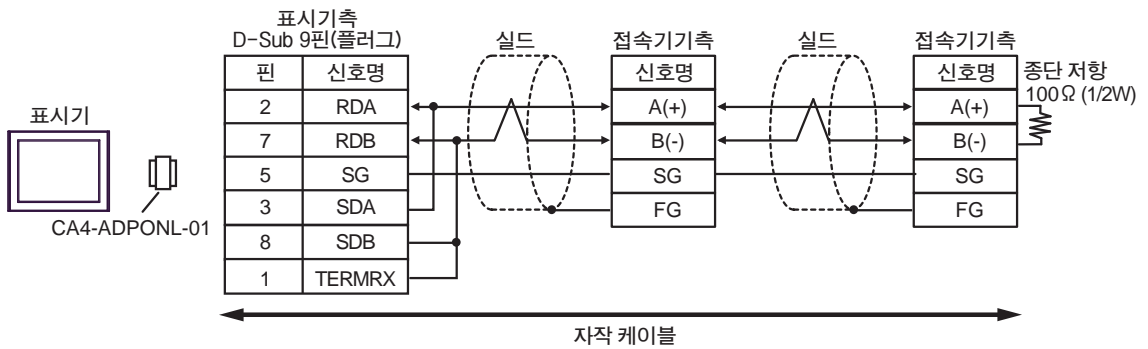 표시기
CA4-ADPONL-01
표시기측
D-Sub 9핀(플러그)
핀 신호명
2 RDA
7 RDB
5 SG
3 SDA
8 SDB
1 TERMRX
실드
접속기기측
신호명
A(+)
B(-)
SG
FG
실드
접속기기측
신호명
A(+)
B(-)
SG
FG
종단 저항
100Ω (1/2W)
자작 케이블